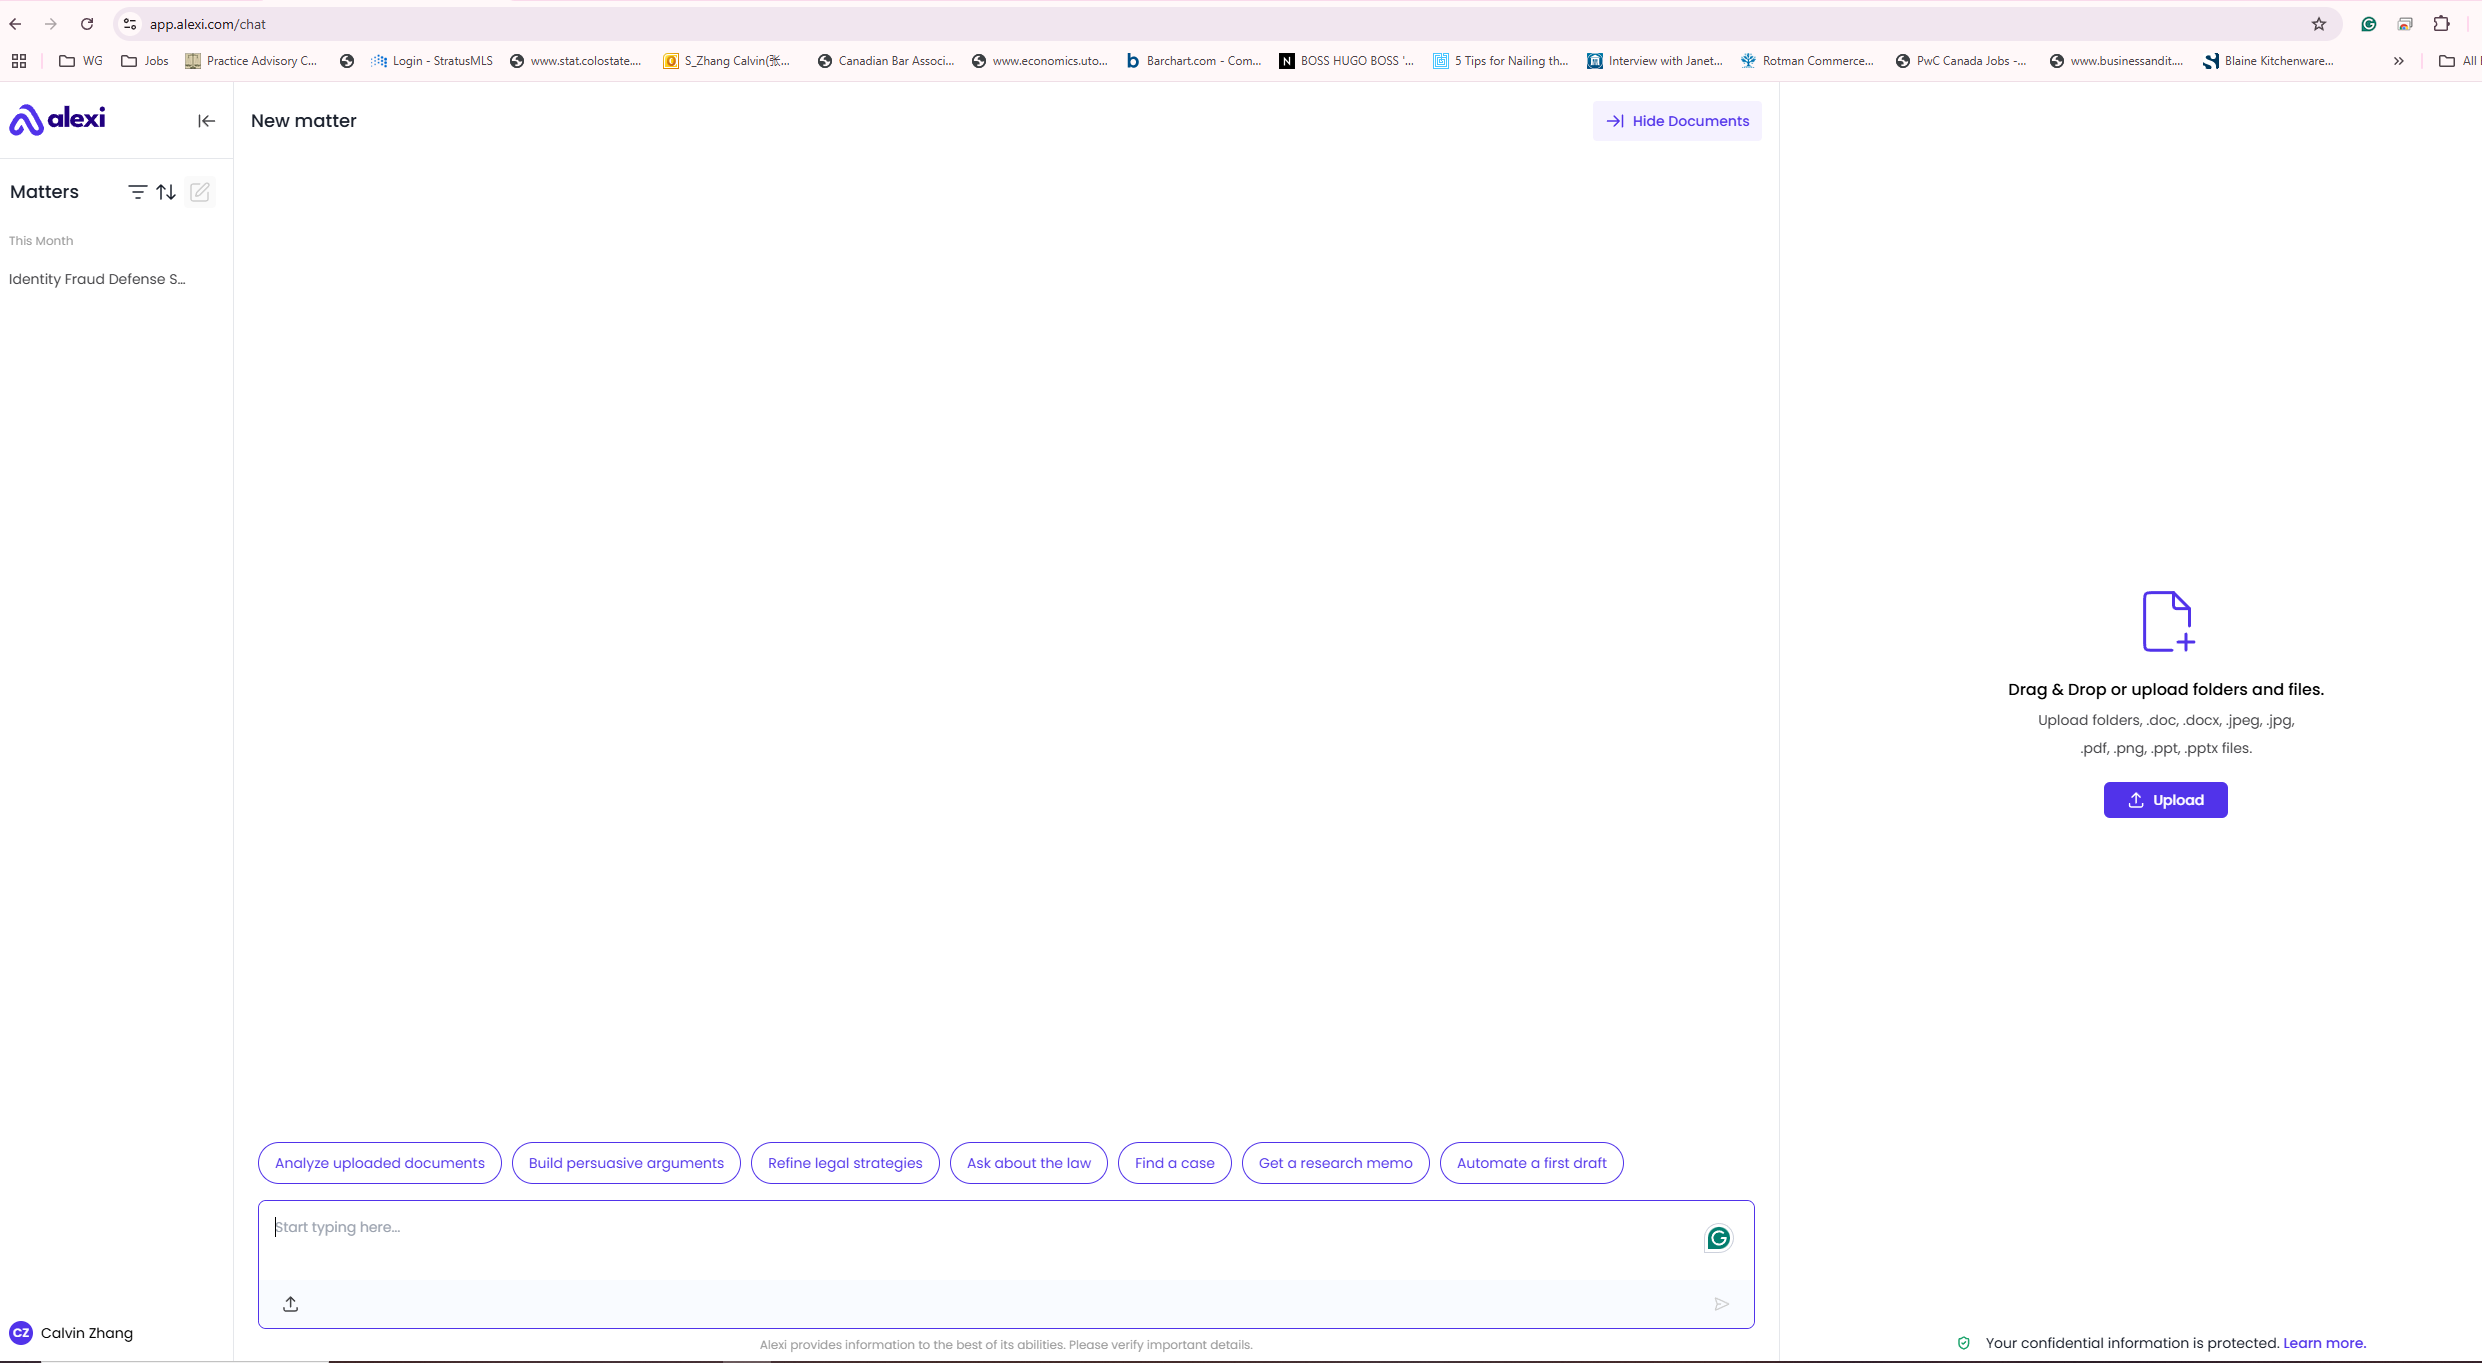 app.alexi.com/chat
WG
Jobs
Practice Advisory C...
Login - StratusMLS
www.stat.colostate....
S_Zhang Calvin(张...
Canadian Bar Associ...
www.economics.uto...
Barchart.com - Com...
BOSS HUGO BOSS '...
5 Tips for Nailing th...
Interview with Janet...
Rotman Commerce...
PwC Canada Jobs -...
www.businessandit....
Blaine Kitchenware...
All
alexi
New matter
Hide Documents
Matters
This Month
Identity Fraud Defense S...
Drag & Drop or upload folders and files.
Upload folders, .doc, .docx, .jpeg, .jpg,
.pdf, .png, .ppt, .pptx files.
Upload
Analyze uploaded documents
Build persuasive arguments
Refine legal strategies
Ask about the law
Find a case
Get a research memo
Automate a first draft
Start typing here...
CZ Calvin Zhang
Alexi provides information to the best of its abilities. Please verify important details.
Your confidential information is protected. Learn more.